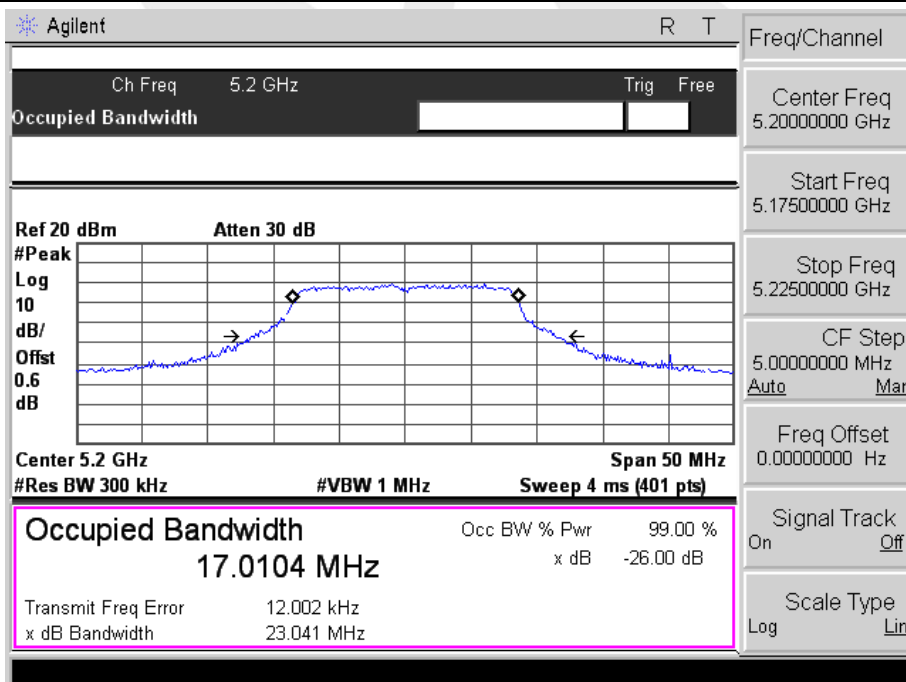 Agilent R T
Ch Freq 5.2 GHz Trig Free
Occupied Bandwidth
Ref 20 dBm Atten 30 dB
#Peak
Log
10
dB/
Offst
0.6
dB
Center 5.2 GHz Span 50 MHz
#Res BW 300 kHz #VBW 1 MHz Sweep 4 ms (401 pts)
Occupied Bandwidth Occ BW % Pwr 99.00 %
17.0104 MHz x dB -26.00 dB
Transmit Freq Error 12.002 kHz
x dB Bandwidth 23.041 MHz
Freq/Channel
Center Freq
5.20000000 GHz
Start Freq
5.17500000 GHz
Stop Freq
5.22500000 GHz
CF Step
5.00000000 MHz
Auto Man
Freq Offset
0.00000000 Hz
Signal Track
On Off
Scale Type
Log Lin